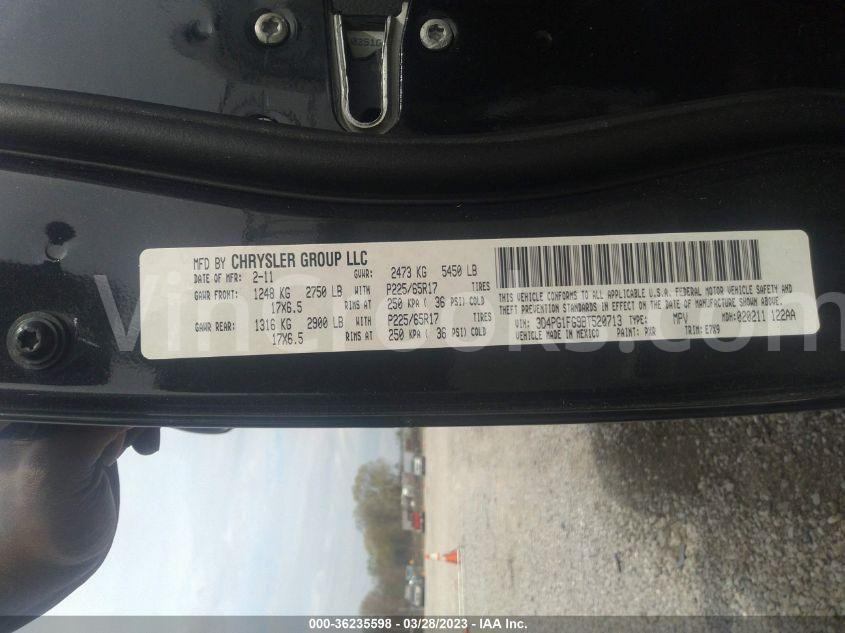 02516
MFD BY CHRYSLER GROUP LLC
DATE OF MFR: 2-11 GVWR: 2473 KG 5450 LB
GAWR FRONT: 1248 KG 2750 LB WITH P225/65R17 TIRES
17X6.5 RIMS AT 250 KPA ( 36 PSI) COLD
GAWR REAR: 1316 KG 2900 LB WITH P225/65R17 TIRES
17X6.5 RIMS AT 250 KPA ( 36 PSI) COLD
THIS VEHICLE CONFORMS TO ALL APPLICABLE U.S.A. FEDERAL MOTOR VEHICLE SAFETY AND
THEFT PREVENTION STANDARDS IN EFFECT ON THE DATE OF MANUFACTURE SHOWN ABOVE.
VIN: 3D4PG1FG9BT520713 TYPE: MPV MDH: 020211 122AA
VEHICLE MADE IN MEXICO PAINT: PXR TRIM: E7X9
VinCrooks.com
000-36235598 - 03/28/2023 - IAA Inc.